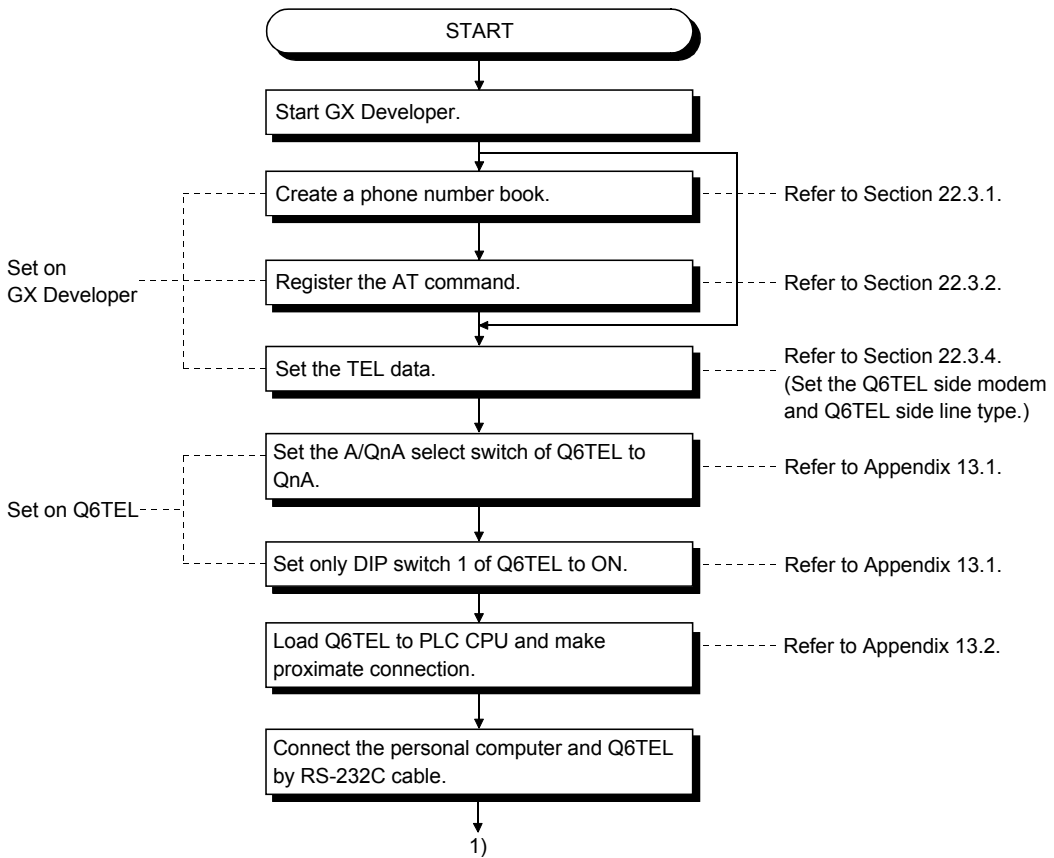 START
Start GX Developer.
Create a phone number book.
Refer to Section 22.3.1.
Set on
GX Developer
Register the AT command.
Refer to Section 22.3.2.
Set the TEL data.
Refer to Section 22.3.4.
(Set the Q6TEL side modem
and Q6TEL side line type.)
Set the A/QnA select switch of Q6TEL to
QnA.
Refer to Appendix 13.1.
Set on Q6TEL
Set only DIP switch 1 of Q6TEL to ON.
Refer to Appendix 13.1.
Load Q6TEL to PLC CPU and make
proximate connection.
Refer to Appendix 13.2.
Connect the personal computer and Q6TEL
by RS-232C cable.
1)